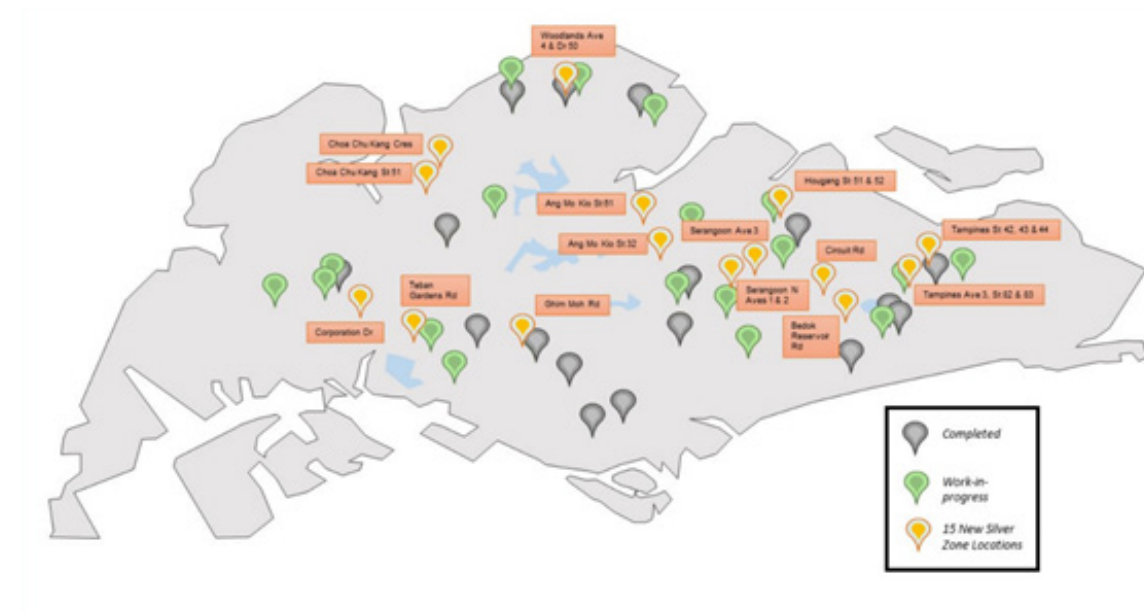 Woodlands Ave
4 & Dr 50
Choa Chu Kang Cres
Choa Chu Kang St 51
Ang Mo Kio St 51
Hougang St 51 & 52
Serangoon Ave 3
Tampines St 42, 43 & 44
Ang Mo Kio St 32
Circuit Rd
Teban
Gardens Rd
Ghim Moh Rd
Serangoon N
Aves 1 & 2
Tampines Ave 3, St 82 & 83
Corporation Dr
Bedok
Reservoir
Rd
Completed
Work-in-
progress
15 New Silver
Zone Locations